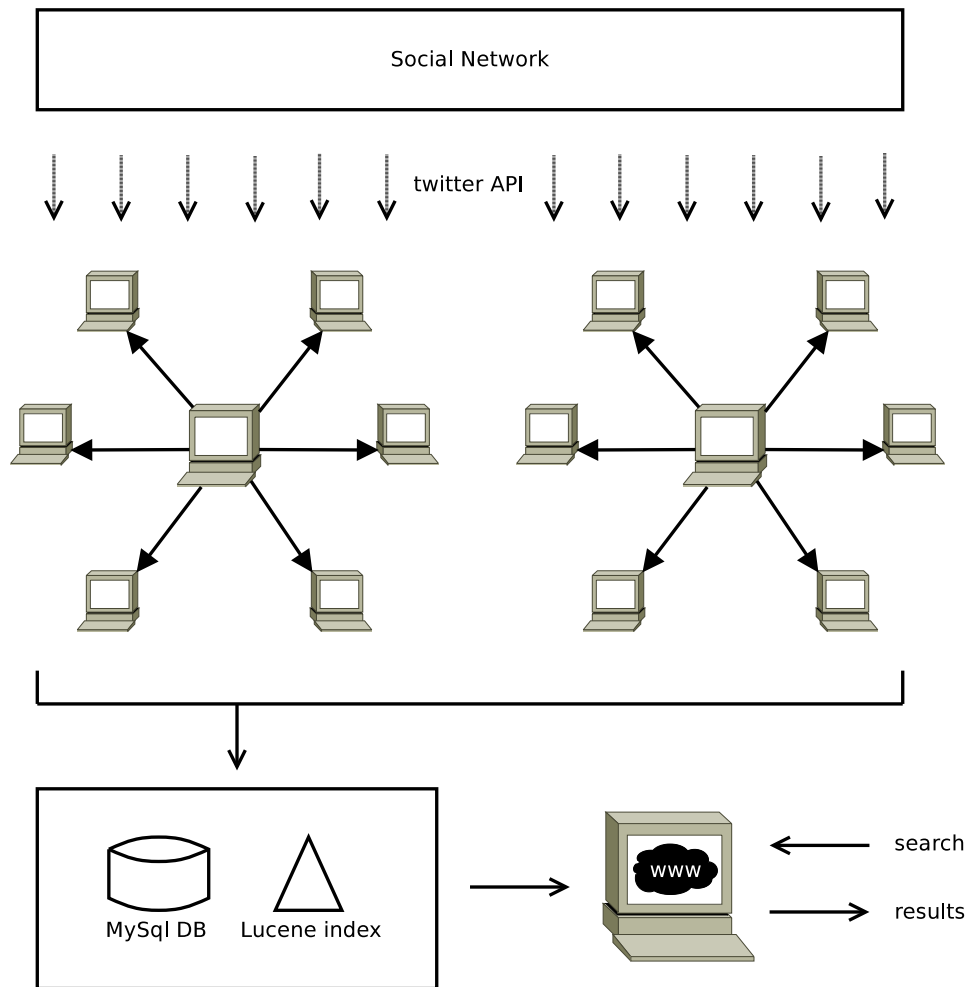 Social Network
twitter API
MySql DB
Lucene index
www
search
results